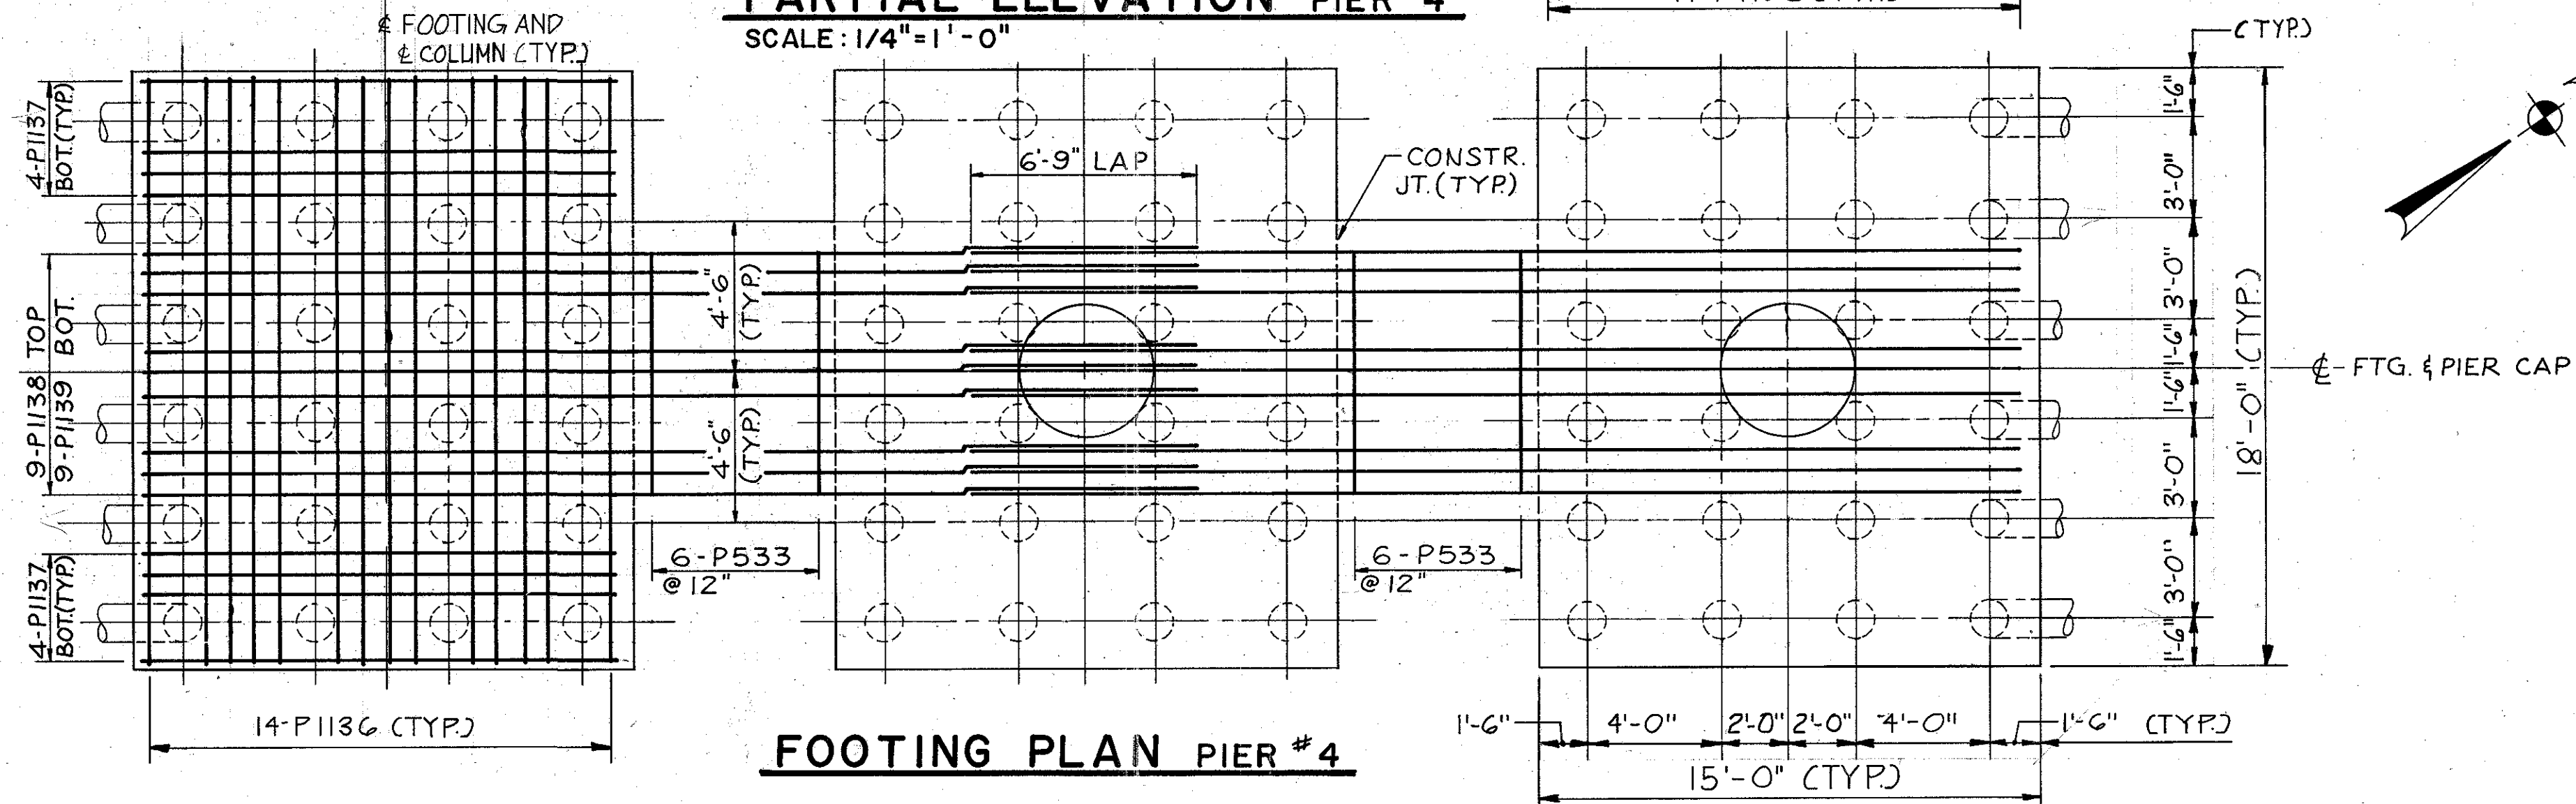 PARTIAL ELEVATION PIER 4
SCALE: 1/4"=1'-0"
℄ FOOTING AND
℄ COLUMN (TYP.)
(TYP.)
4-P1137
BOT.(TYP.)
9-P1138 TOP
9-P1139 BOT.
4-P1137
BOT.(TYP.)
14-P1136 (TYP.)
4'-6"
(TYP.)
4'-6"
(TYP.)
6-P533
@ 12"
6'-9" LAP
CONSTR.
JT. (TYP.)
6-P533
@ 12"
1'-6"
3'-0"
3'-0"
1'-6"
1'-6"
3'-0"
3'-0"
1'-6"
18'-0" (TYP.)
℄ FTG. & PIER CAP
1'-6" 4'-0" 2'-0" 2'-0" 4'-0" 1'-6" (TYP.)
15'-0" (TYP.)
FOOTING PLAN PIER #4